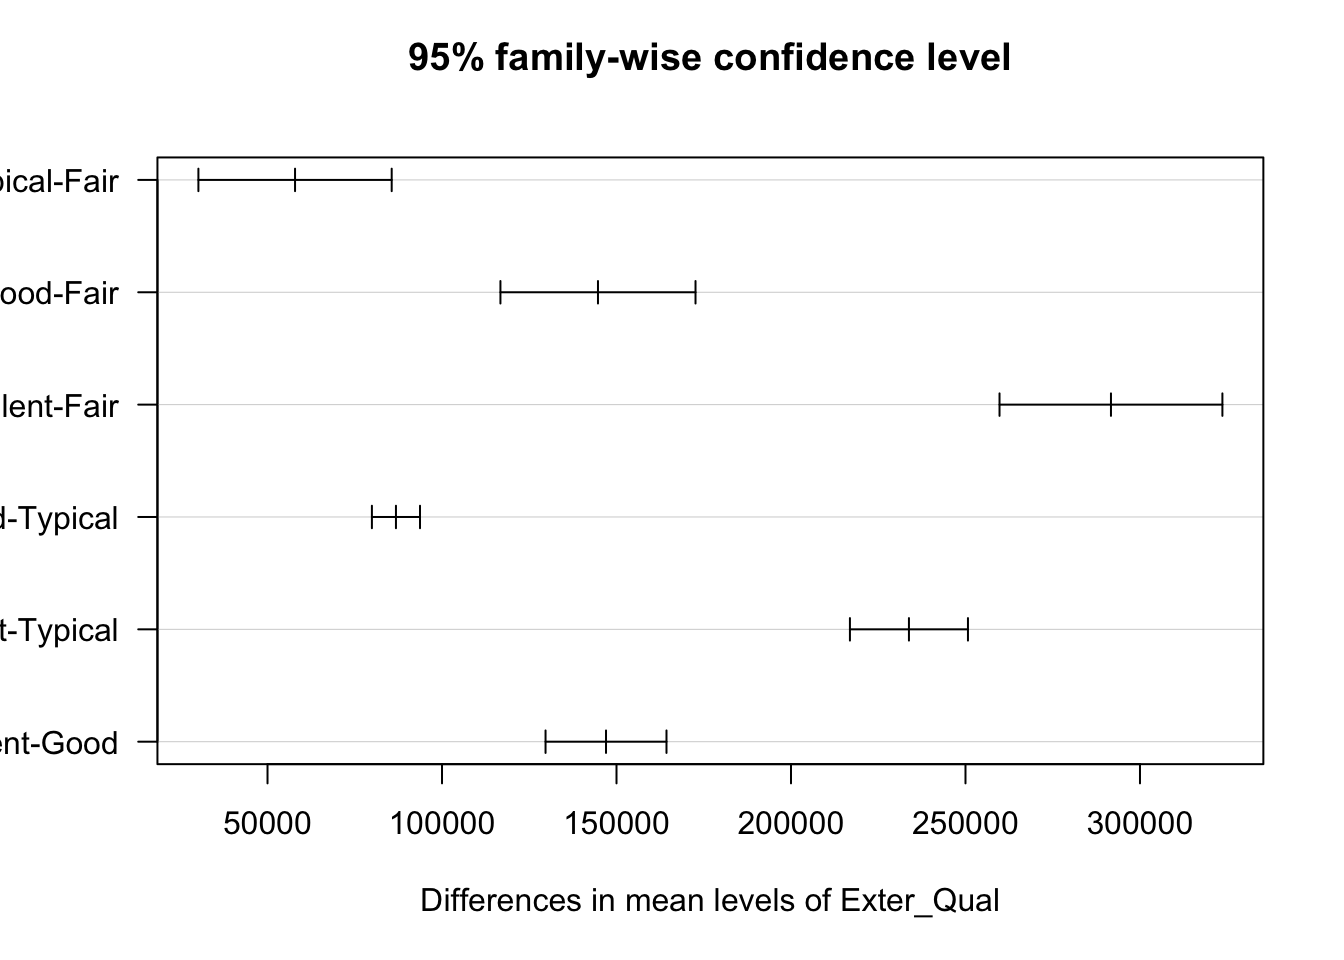 95% family-wise confidence level
pical-Fair
ood-Fair
lent-Fair
d-Typical
t-Typical
ent-Good
50000 100000 150000 200000 250000 300000
Differences in mean levels of Exter_Qual